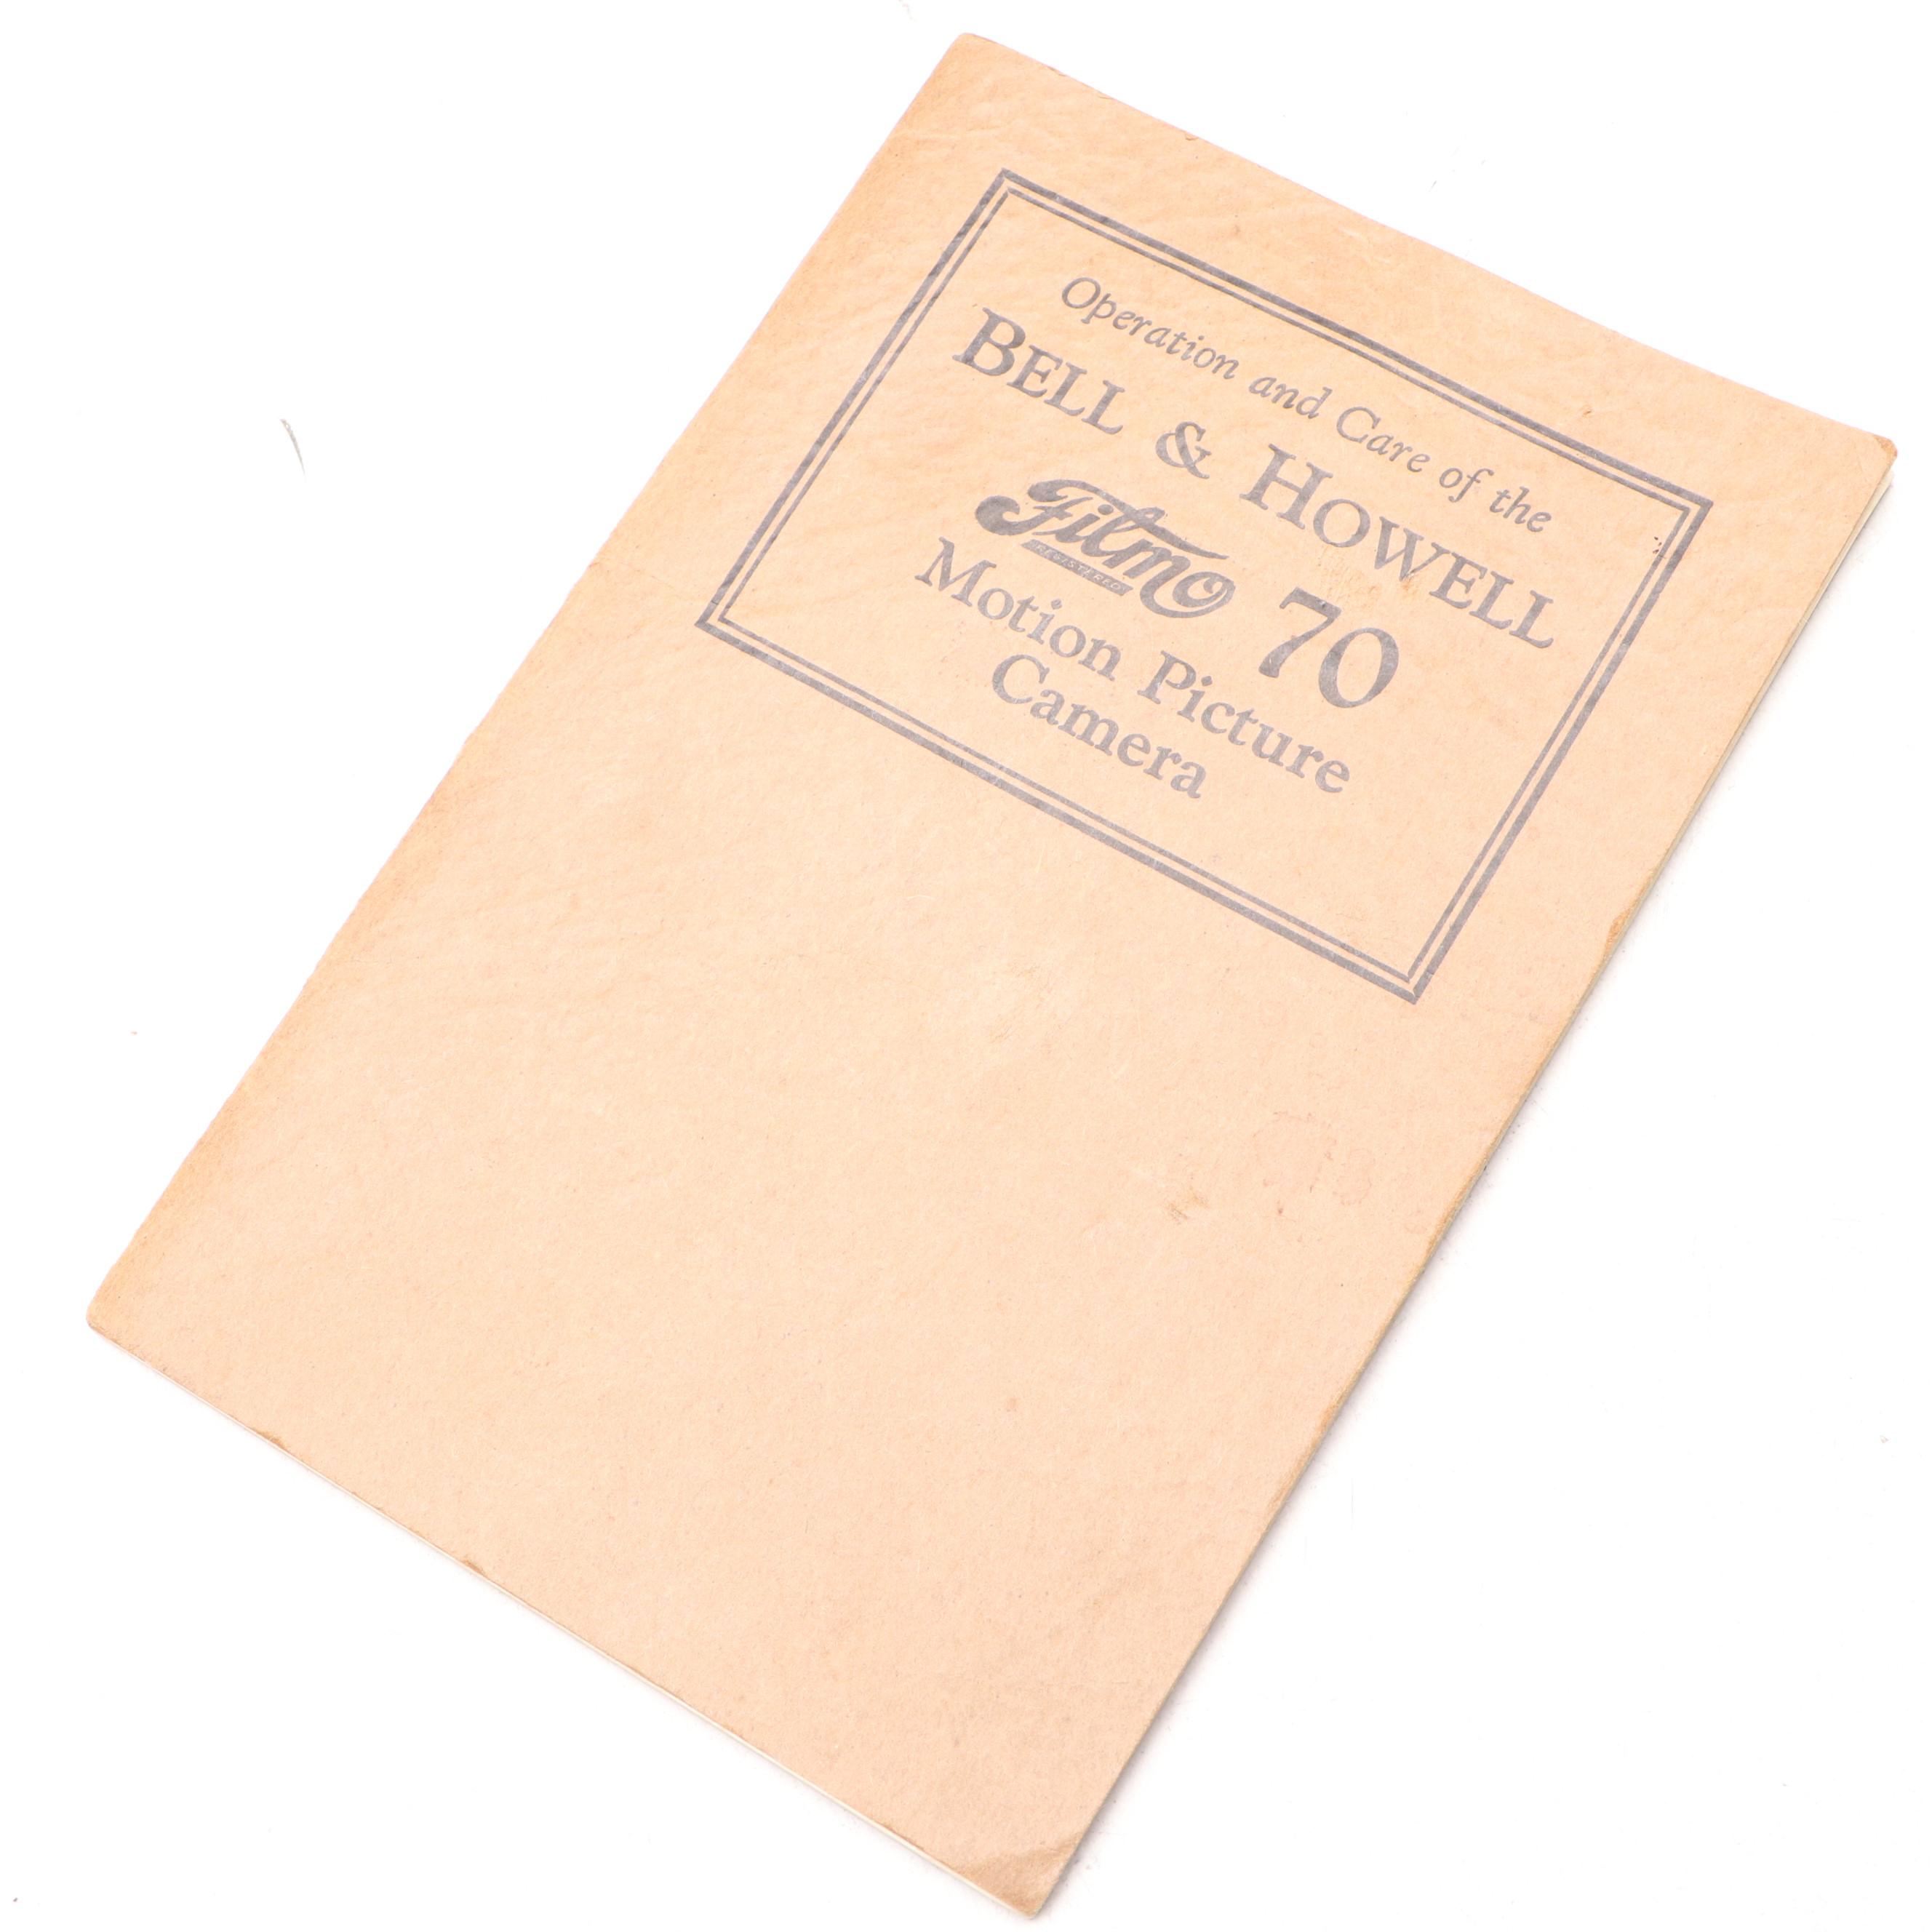 Operation and Care of the
BELL & HOWELL
Filmo 70
REGISTERED
Motion Picture
Camera